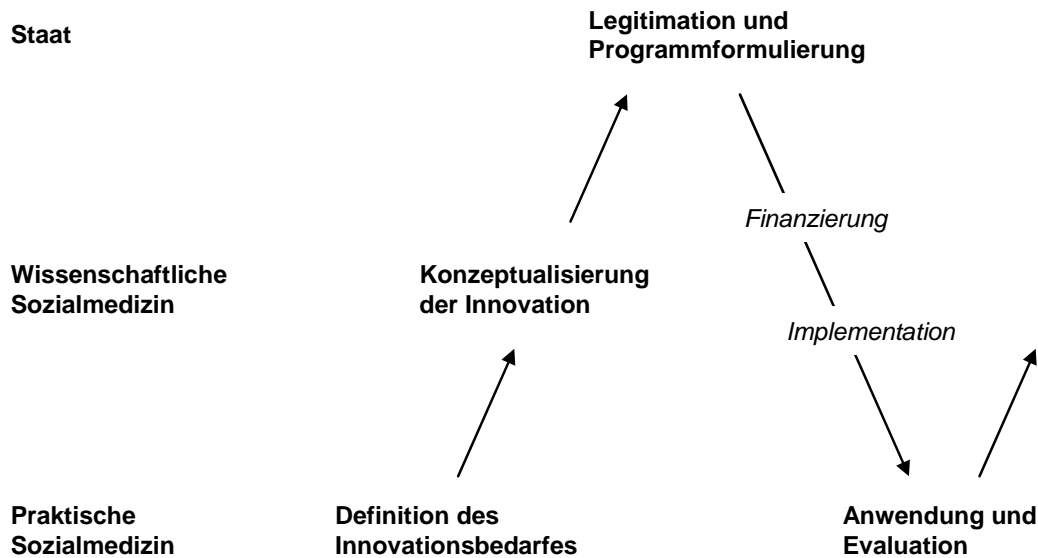 Staat
Legitimation und
Programmformulierung
Finanzierung
Wissenschaftliche
Sozialmedizin
Konzeptualisierung
der Innovation
Implementation
Praktische
Sozialmedizin
Definition des
Innovationsbedarfes
Anwendung und
Evaluation